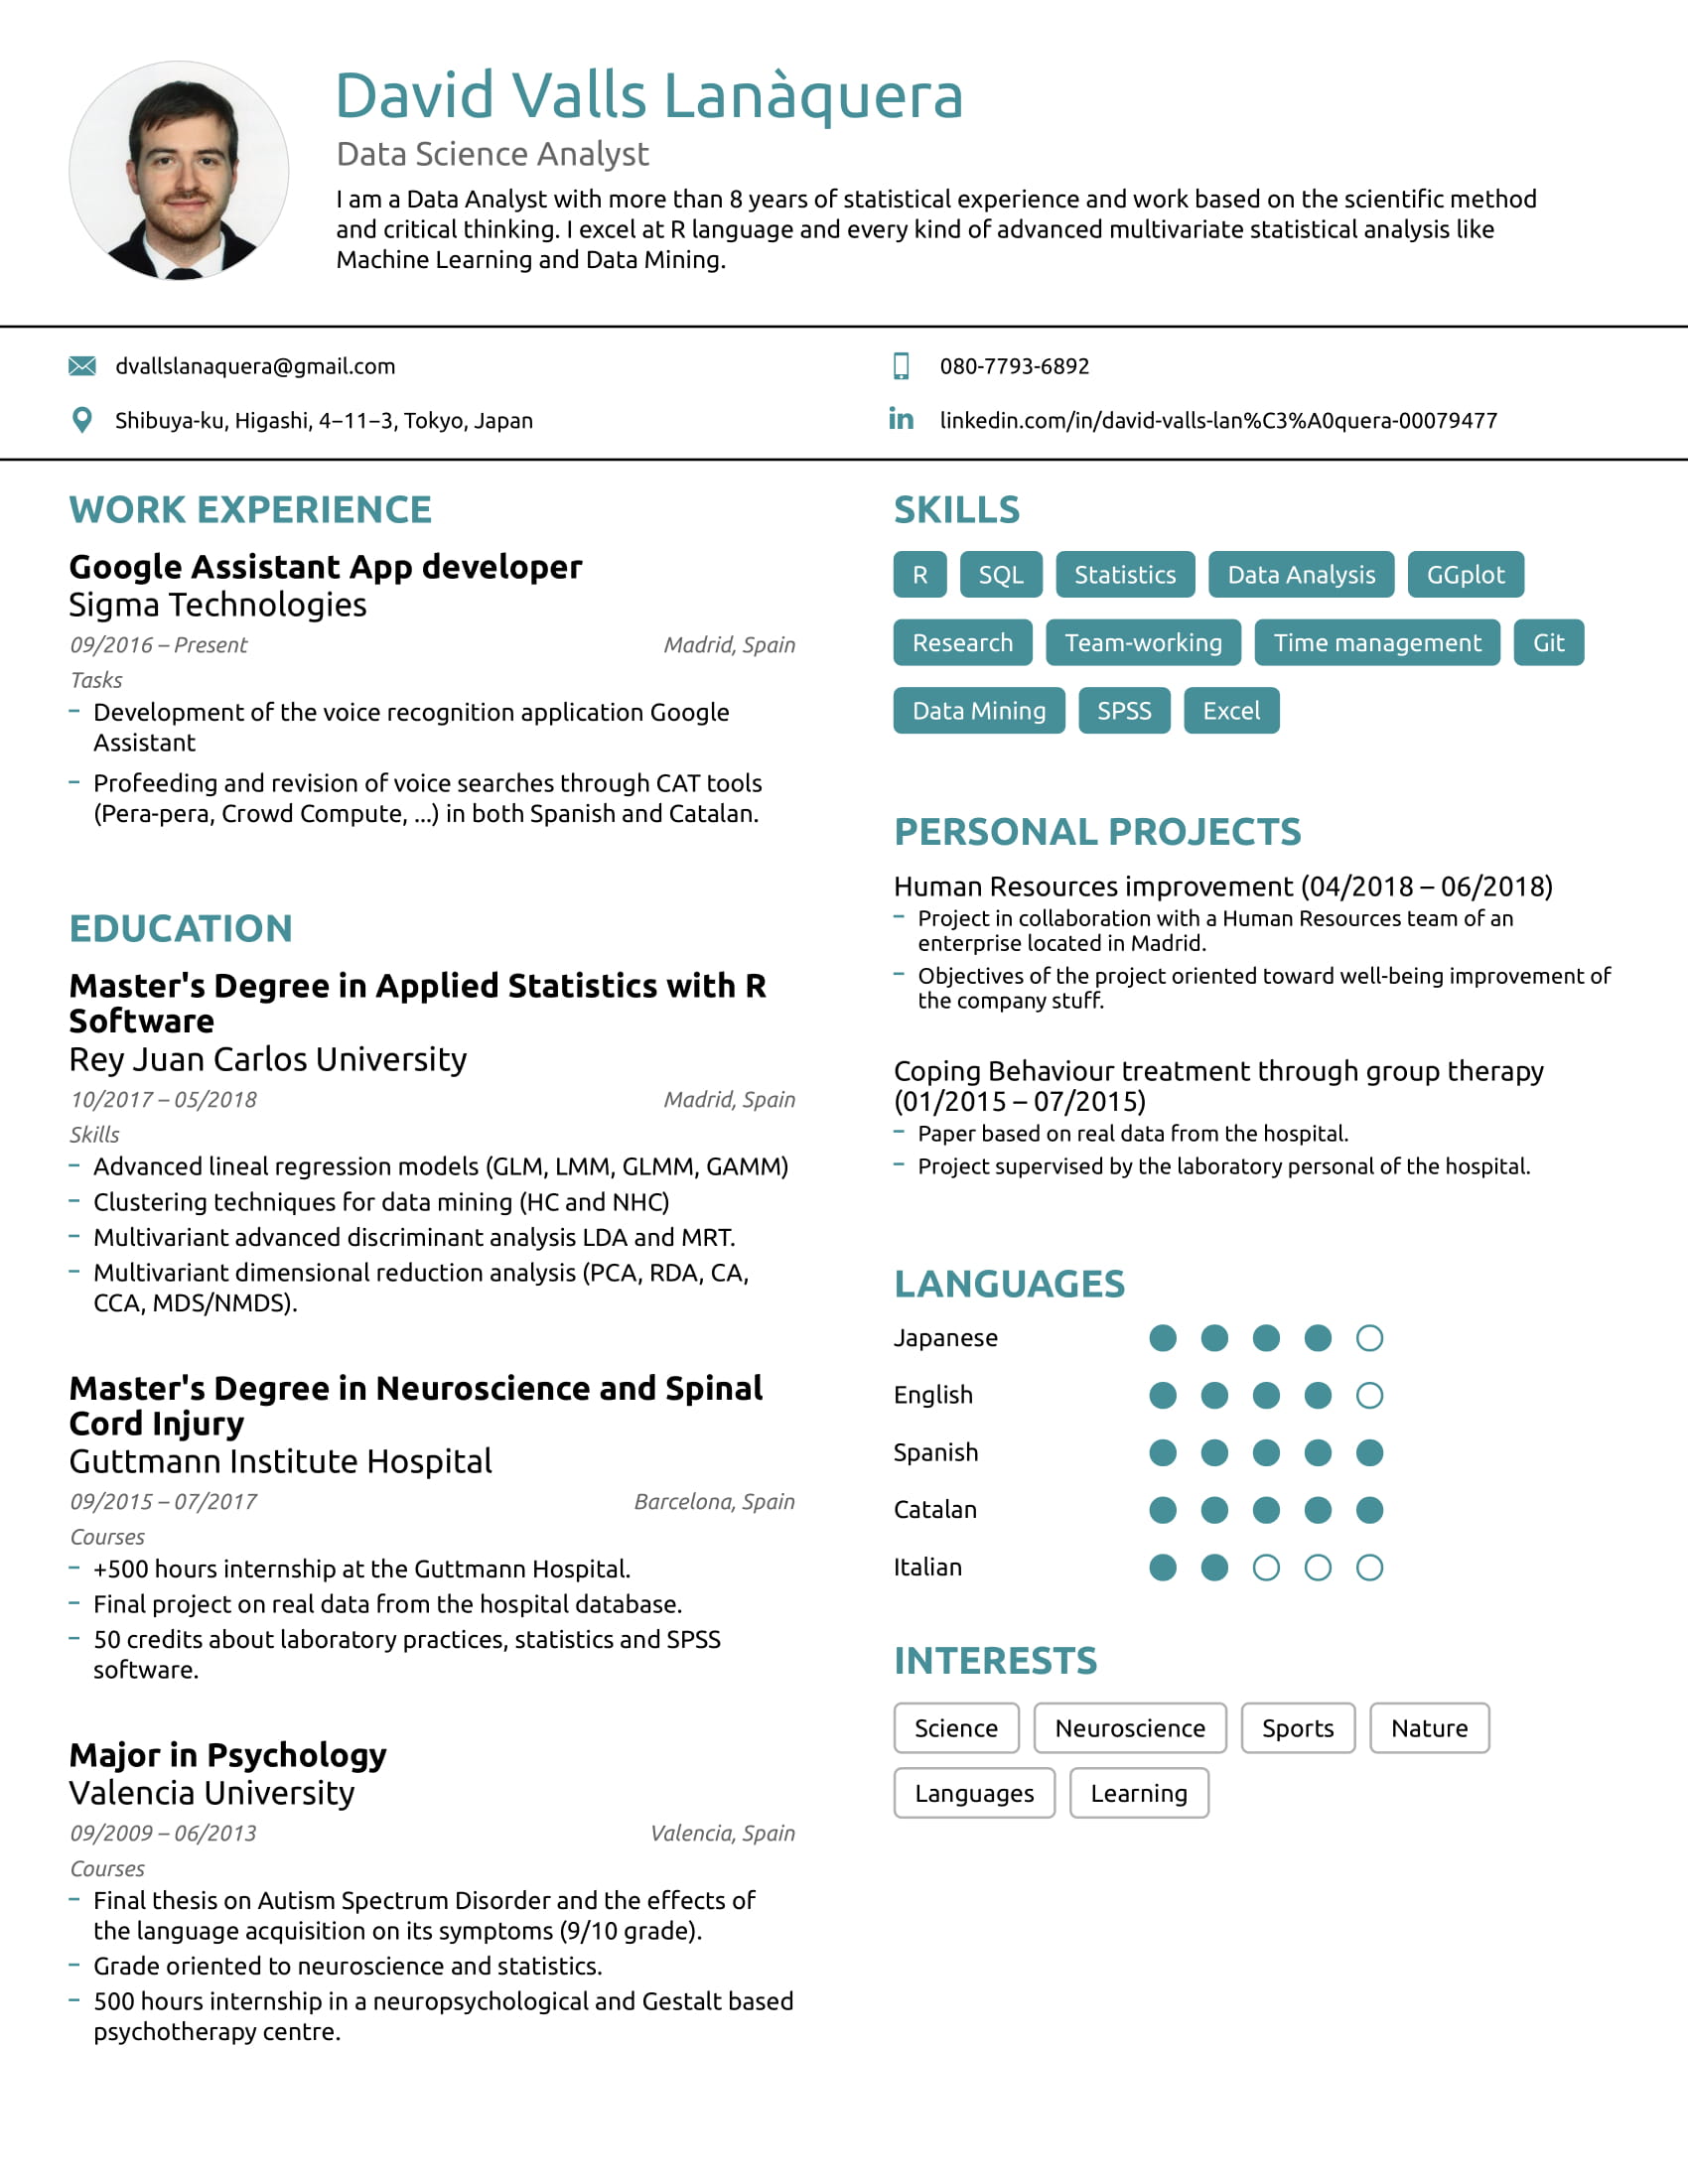 David Valls Lanàquera
Data Science Analyst
I am a Data Analyst with more than 8 years of statistical experience and work based on the scientific method
and critical thinking. I excel at R language and every kind of advanced multivariate statistical analysis like
Machine Learning and Data Mining.
dvallslanaquera@gmail.com
080-7793-6892
Shibuya-ku, Higashi, 4–11–3, Tokyo, Japan
linkedin.com/in/david-valls-lan%C3%A0quera-00079477
WORK EXPERIENCE
Google Assistant App developer
Sigma Technologies
09/2016 – Present
Madrid, Spain
Tasks
– Development of the voice recognition application Google
Assistant
– Profeeding and revision of voice searches through CAT tools
(Pera-pera, Crowd Compute, ...) in both Spanish and Catalan.
EDUCATION
Master's Degree in Applied Statistics with R
Software
Rey Juan Carlos University
10/2017 – 05/2018
Madrid, Spain
Skills
– Advanced lineal regression models (GLM, LMM, GLMM, GAMM)
– Clustering techniques for data mining (HC and NHC)
– Multivariant advanced discriminant analysis LDA and MRT.
– Multivariant dimensional reduction analysis (PCA, RDA, CA,
CCA, MDS/NMDS).
Master's Degree in Neuroscience and Spinal
Cord Injury
Guttmann Institute Hospital
09/2015 – 07/2017
Barcelona, Spain
Courses
– +500 hours internship at the Guttmann Hospital.
– Final project on real data from the hospital database.
– 50 credits about laboratory practices, statistics and SPSS
software.
Major in Psychology
Valencia University
09/2009 – 06/2013
Valencia, Spain
Courses
– Final thesis on Autism Spectrum Disorder and the effects of
the language acquisition on its symptoms (9/10 grade).
– Grade oriented to neuroscience and statistics.
– 500 hours internship in a neuropsychological and Gestalt based
psychotherapy centre.
SKILLS
R SQL Statistics Data Analysis GGplot
Research Team-working Time management Git
Data Mining SPSS Excel
PERSONAL PROJECTS
Human Resources improvement (04/2018 – 06/2018)
– Project in collaboration with a Human Resources team of an
enterprise located in Madrid.
– Objectives of the project oriented toward well-being improvement of
the company stuff.
Coping Behaviour treatment through group therapy
(01/2015 – 07/2015)
– Paper based on real data from the hospital.
– Project supervised by the laboratory personal of the hospital.
LANGUAGES
Japanese
English
Spanish
Catalan
Italian
INTERESTS
Science Neuroscience Sports Nature
Languages Learning